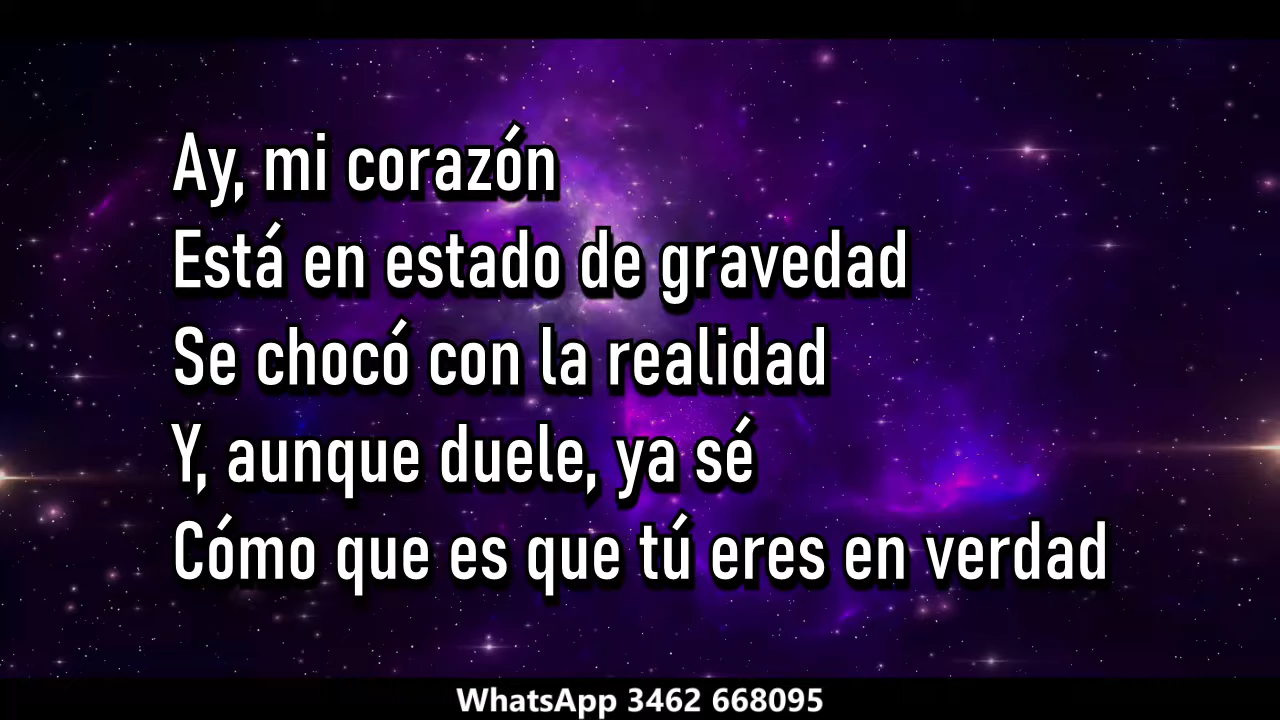 Ay, mi corazón
Está en estado de gravedad
Se chocó con la realidad
Y, aunque duele, ya sé
Cómo que es que tú eres en verdad
WhatsApp 3462 668095